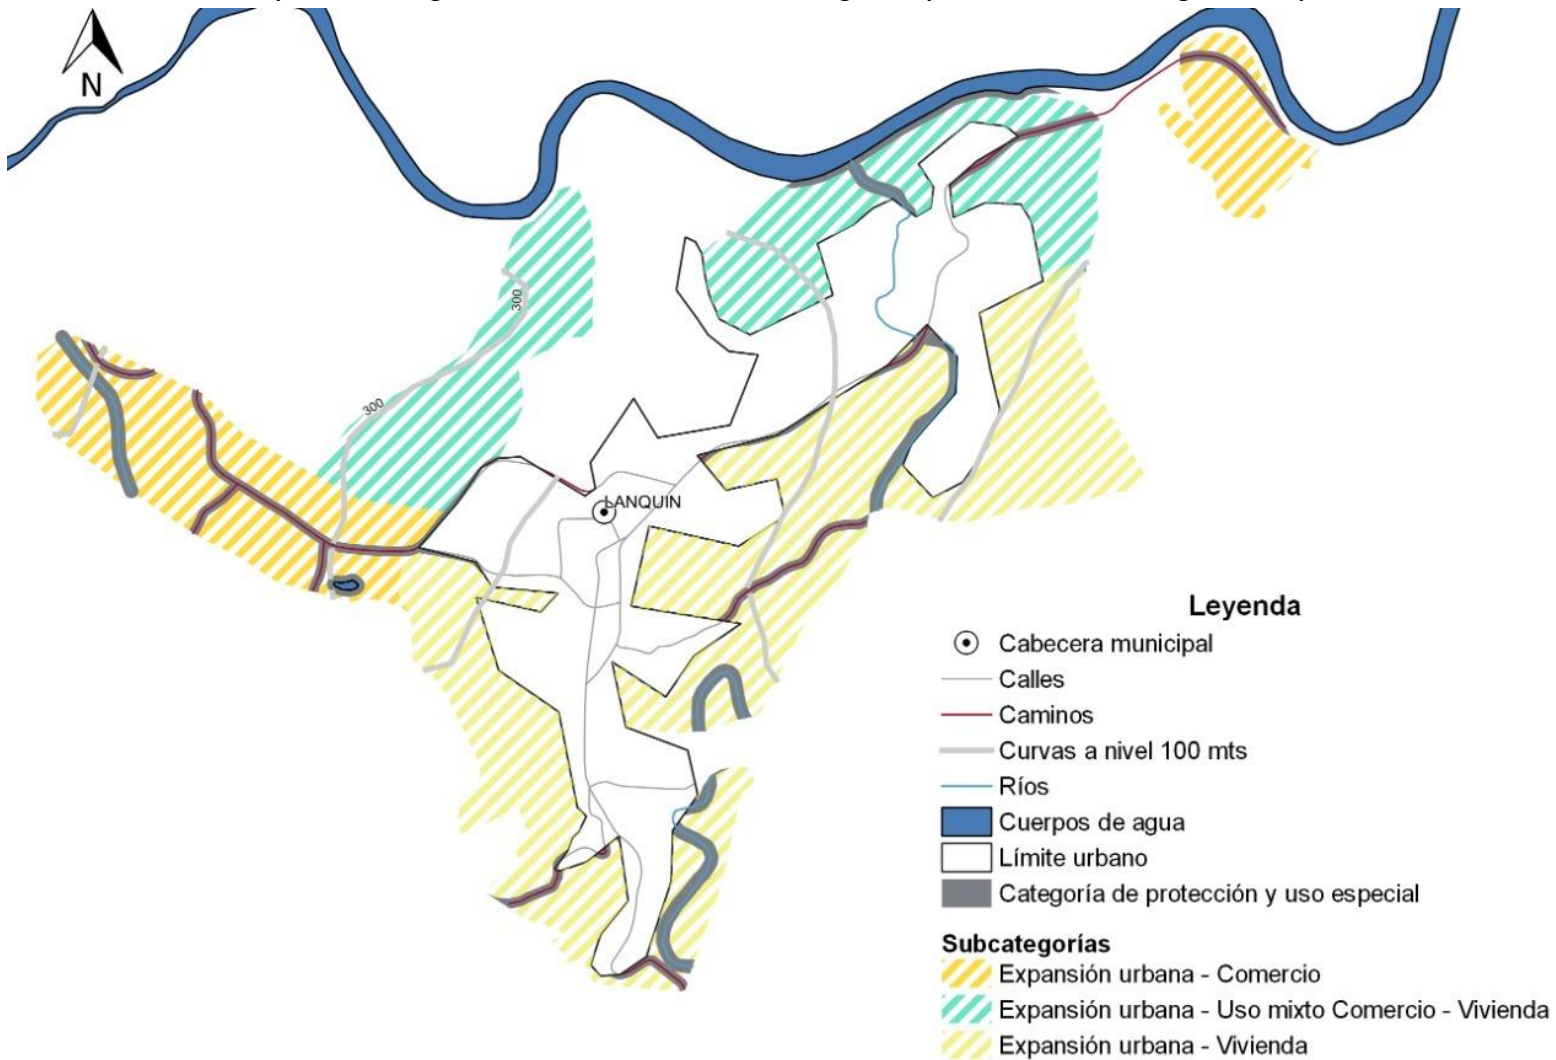 N
300
300
LANQUIN
Leyenda
Cabecera municipal
Calles
Caminos
Curvas a nivel 100 mts
Ríos
Cuerpos de agua
Límite urbano
Categoría de protección y uso especial
Subcategorías
Expansión urbana - Comercio
Expansión urbana - Uso mixto Comercio - Vivienda
Expansión urbana - Vivienda